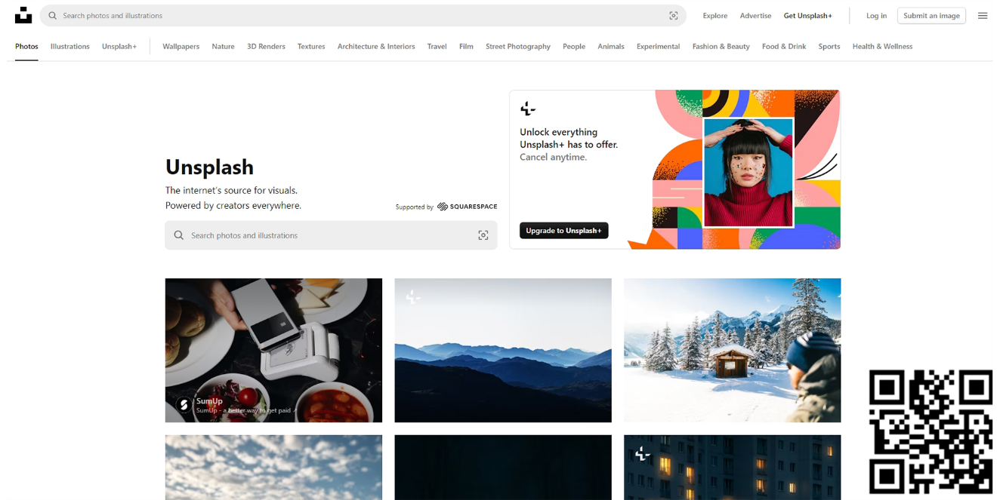 Search photos and illustrations
Explore
Advertise
Get Unsplash+
Log in
Submit an image
Photos
Illustrations
Unsplash+
Wallpapers
Nature
3D Renders
Textures
Architecture & Interiors
Travel
Film
Street Photography
People
Animals
Experimental
Fashion & Beauty
Food & Drink
Sports
Health & Wellness
Unsplash
The internet's source for visuals.
Powered by creators everywhere.
Supported by SQUARESPACE
Search photos and illustrations
Unlock everything
Unsplash+ has to offer.
Cancel anytime.
Upgrade to Unsplash+
SumUp
SumUp - a better way to get paid ↗